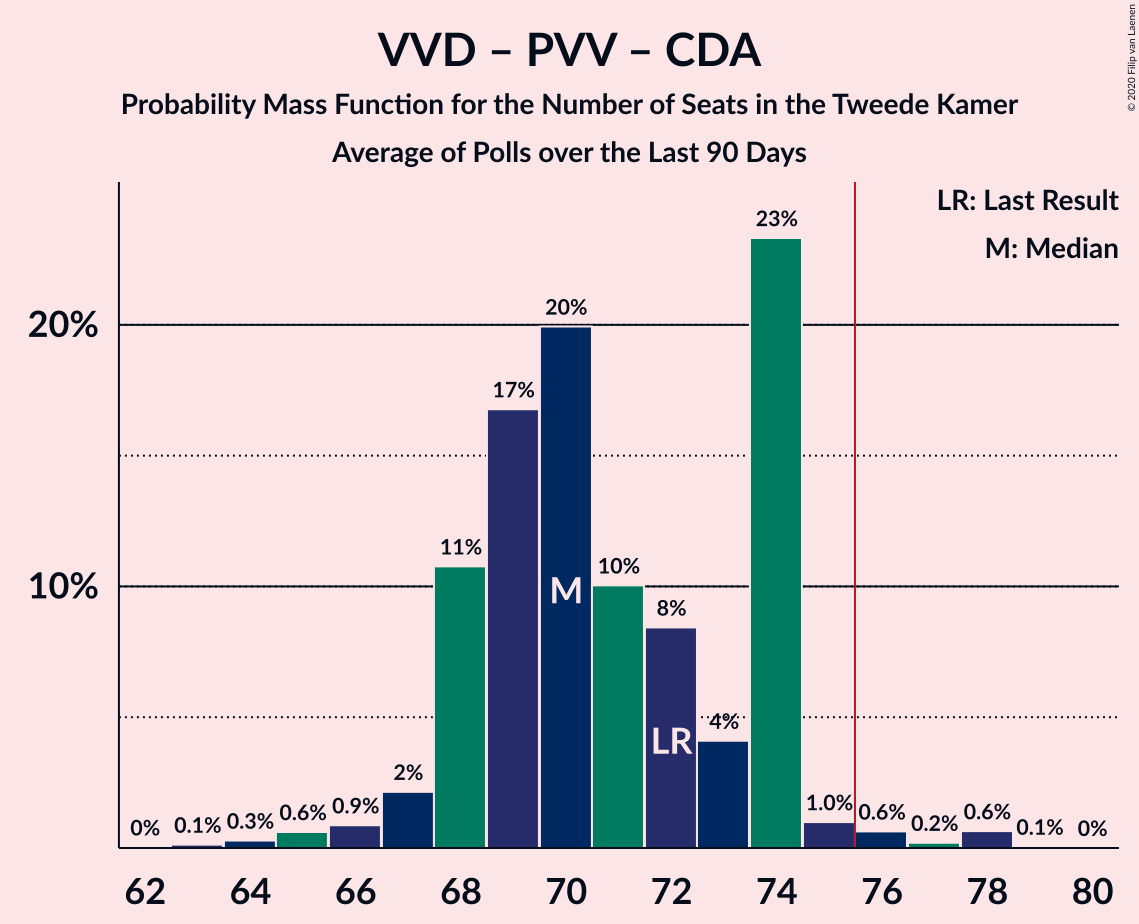 VVD – PVV – CDA
Probability Mass Function for the Number of Seats in the Tweede Kamer
Average of Polls over the Last 90 Days
© 2020 Filip van Laenen
LR: Last Result
M: Median
20%
10%
0%
0.1%
0.3%
0.6%
0.9%
2%
11%
17%
20%
10%
8%
4%
23%
1.0%
0.6%
0.2%
0.6%
0.1%
0%
M
LR
62 64 66 68 70 72 74 76 78 80